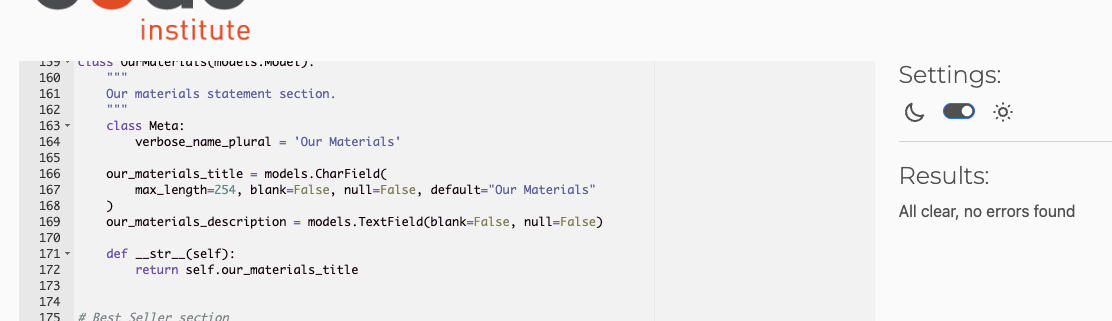 institute
159 class OurMaterials(models.Model):
160 """
161 Our materials statement section.
162 """
163 class Meta:
164 verbose_name_plural = 'Our Materials'
165
166 our_materials_title = models.CharField(
167 max_length=254, blank=False, null=False, default="Our Materials"
168 )
169 our_materials_description = models.TextField(blank=False, null=False)
170
171 def __str__(self):
172 return self.our_materials_title
173
174
175 # Best Seller section
Settings:
Results:
All clear, no errors found